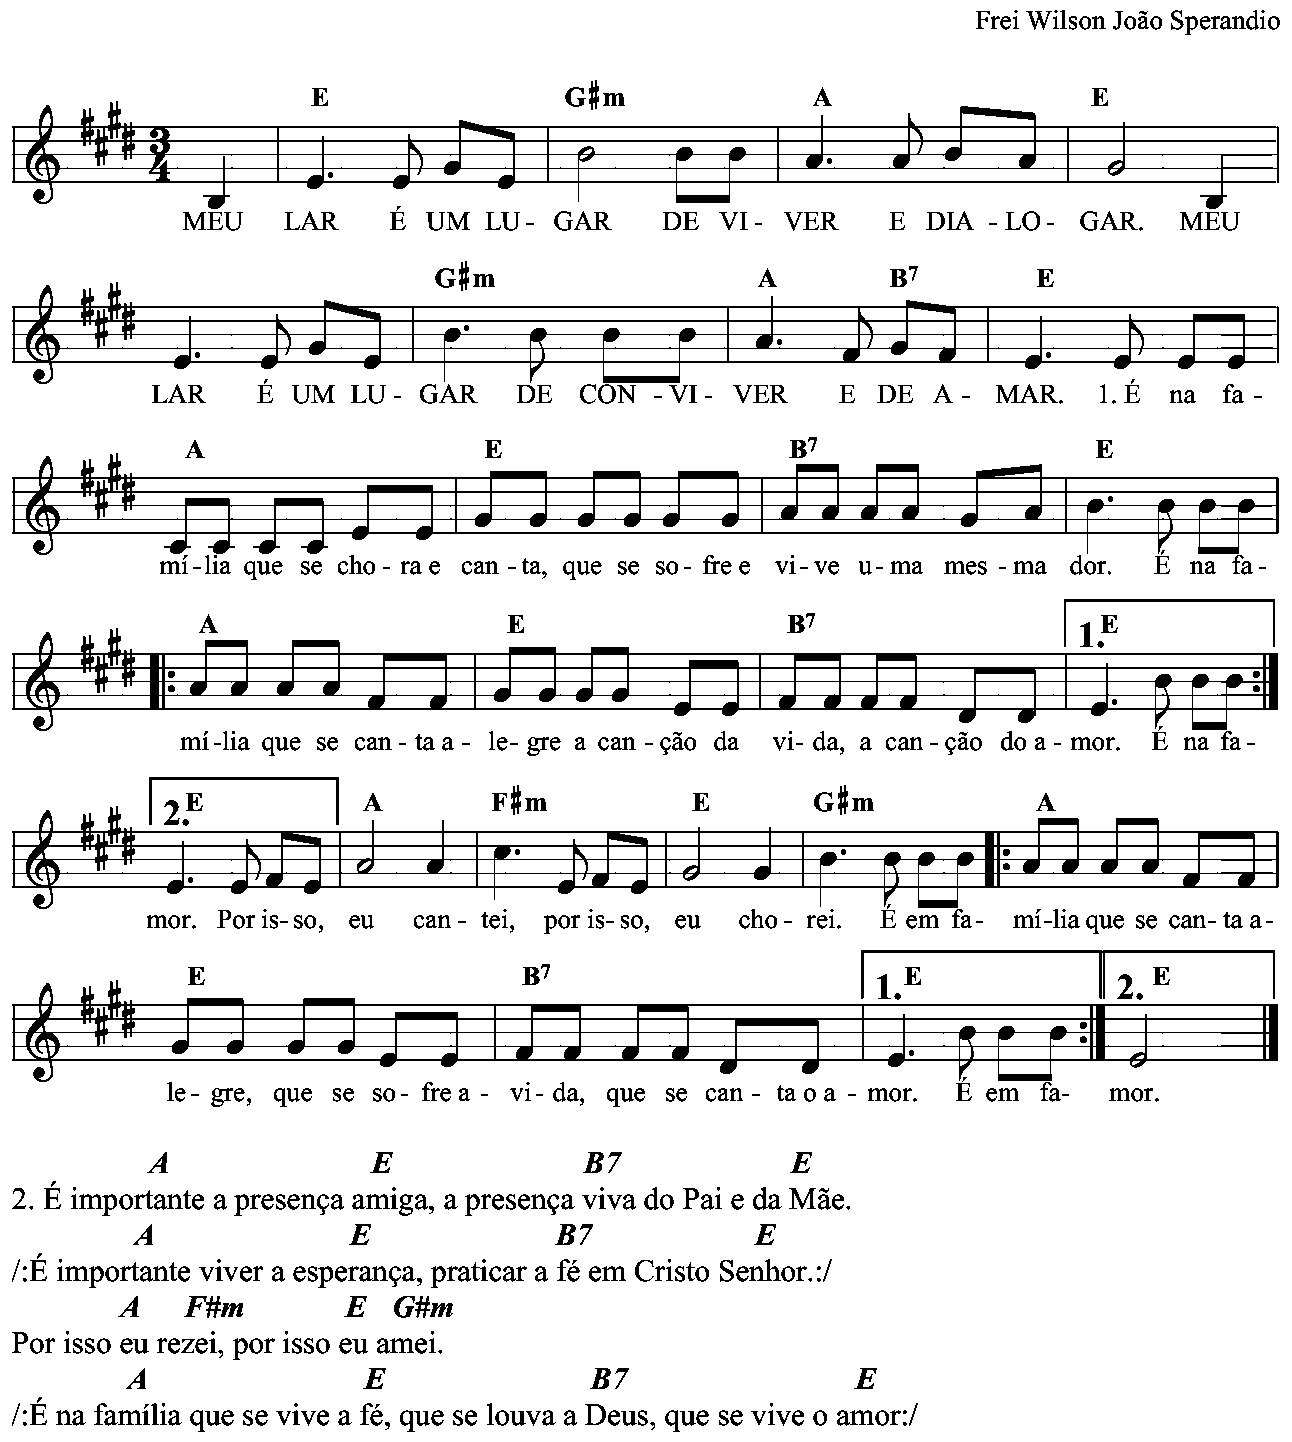 Frei Wilson João Sperandio
E G♯m A E
3
4
MEU LAR É UM LU- GAR DE VI- VER E DIA-LO- GAR. MEU
G♯m A B7 E
LAR É UM LU- GAR DE CON-VI- VER E DE A- MAR. 1. É na fa-
A E B7 E
mí-lia que se cho-ra e can-ta, que se so-fre e vi-ve u-ma mes-ma dor. É na fa-
A E B7 1. E
mí-lia que se can-ta a- le-gre a can-ção da vi-da, a can-ção do a-mor. É na fa-
2. E A F♯m E G♯m A
mor. Por is-so, eu can-tei, por is-so, eu cho-rei. É em fa- mí-lia que se can-ta a-
E B7 1. E 2. E
le-gre, que se so-fre a- vi-da, que se can-ta o a-mor. É em fa- mor.
A E B7 E
2. É importante a presença amiga, a presença viva do Pai e da Mãe.
A E B7 E
/:É importante viver a esperança, praticar a fé em Cristo Senhor.:/
A F#m E G#m
Por isso eu rezei, por isso eu amei.
A E B7 E
/:É na família que se vive a fé, que se louva a Deus, que se vive o amor:/